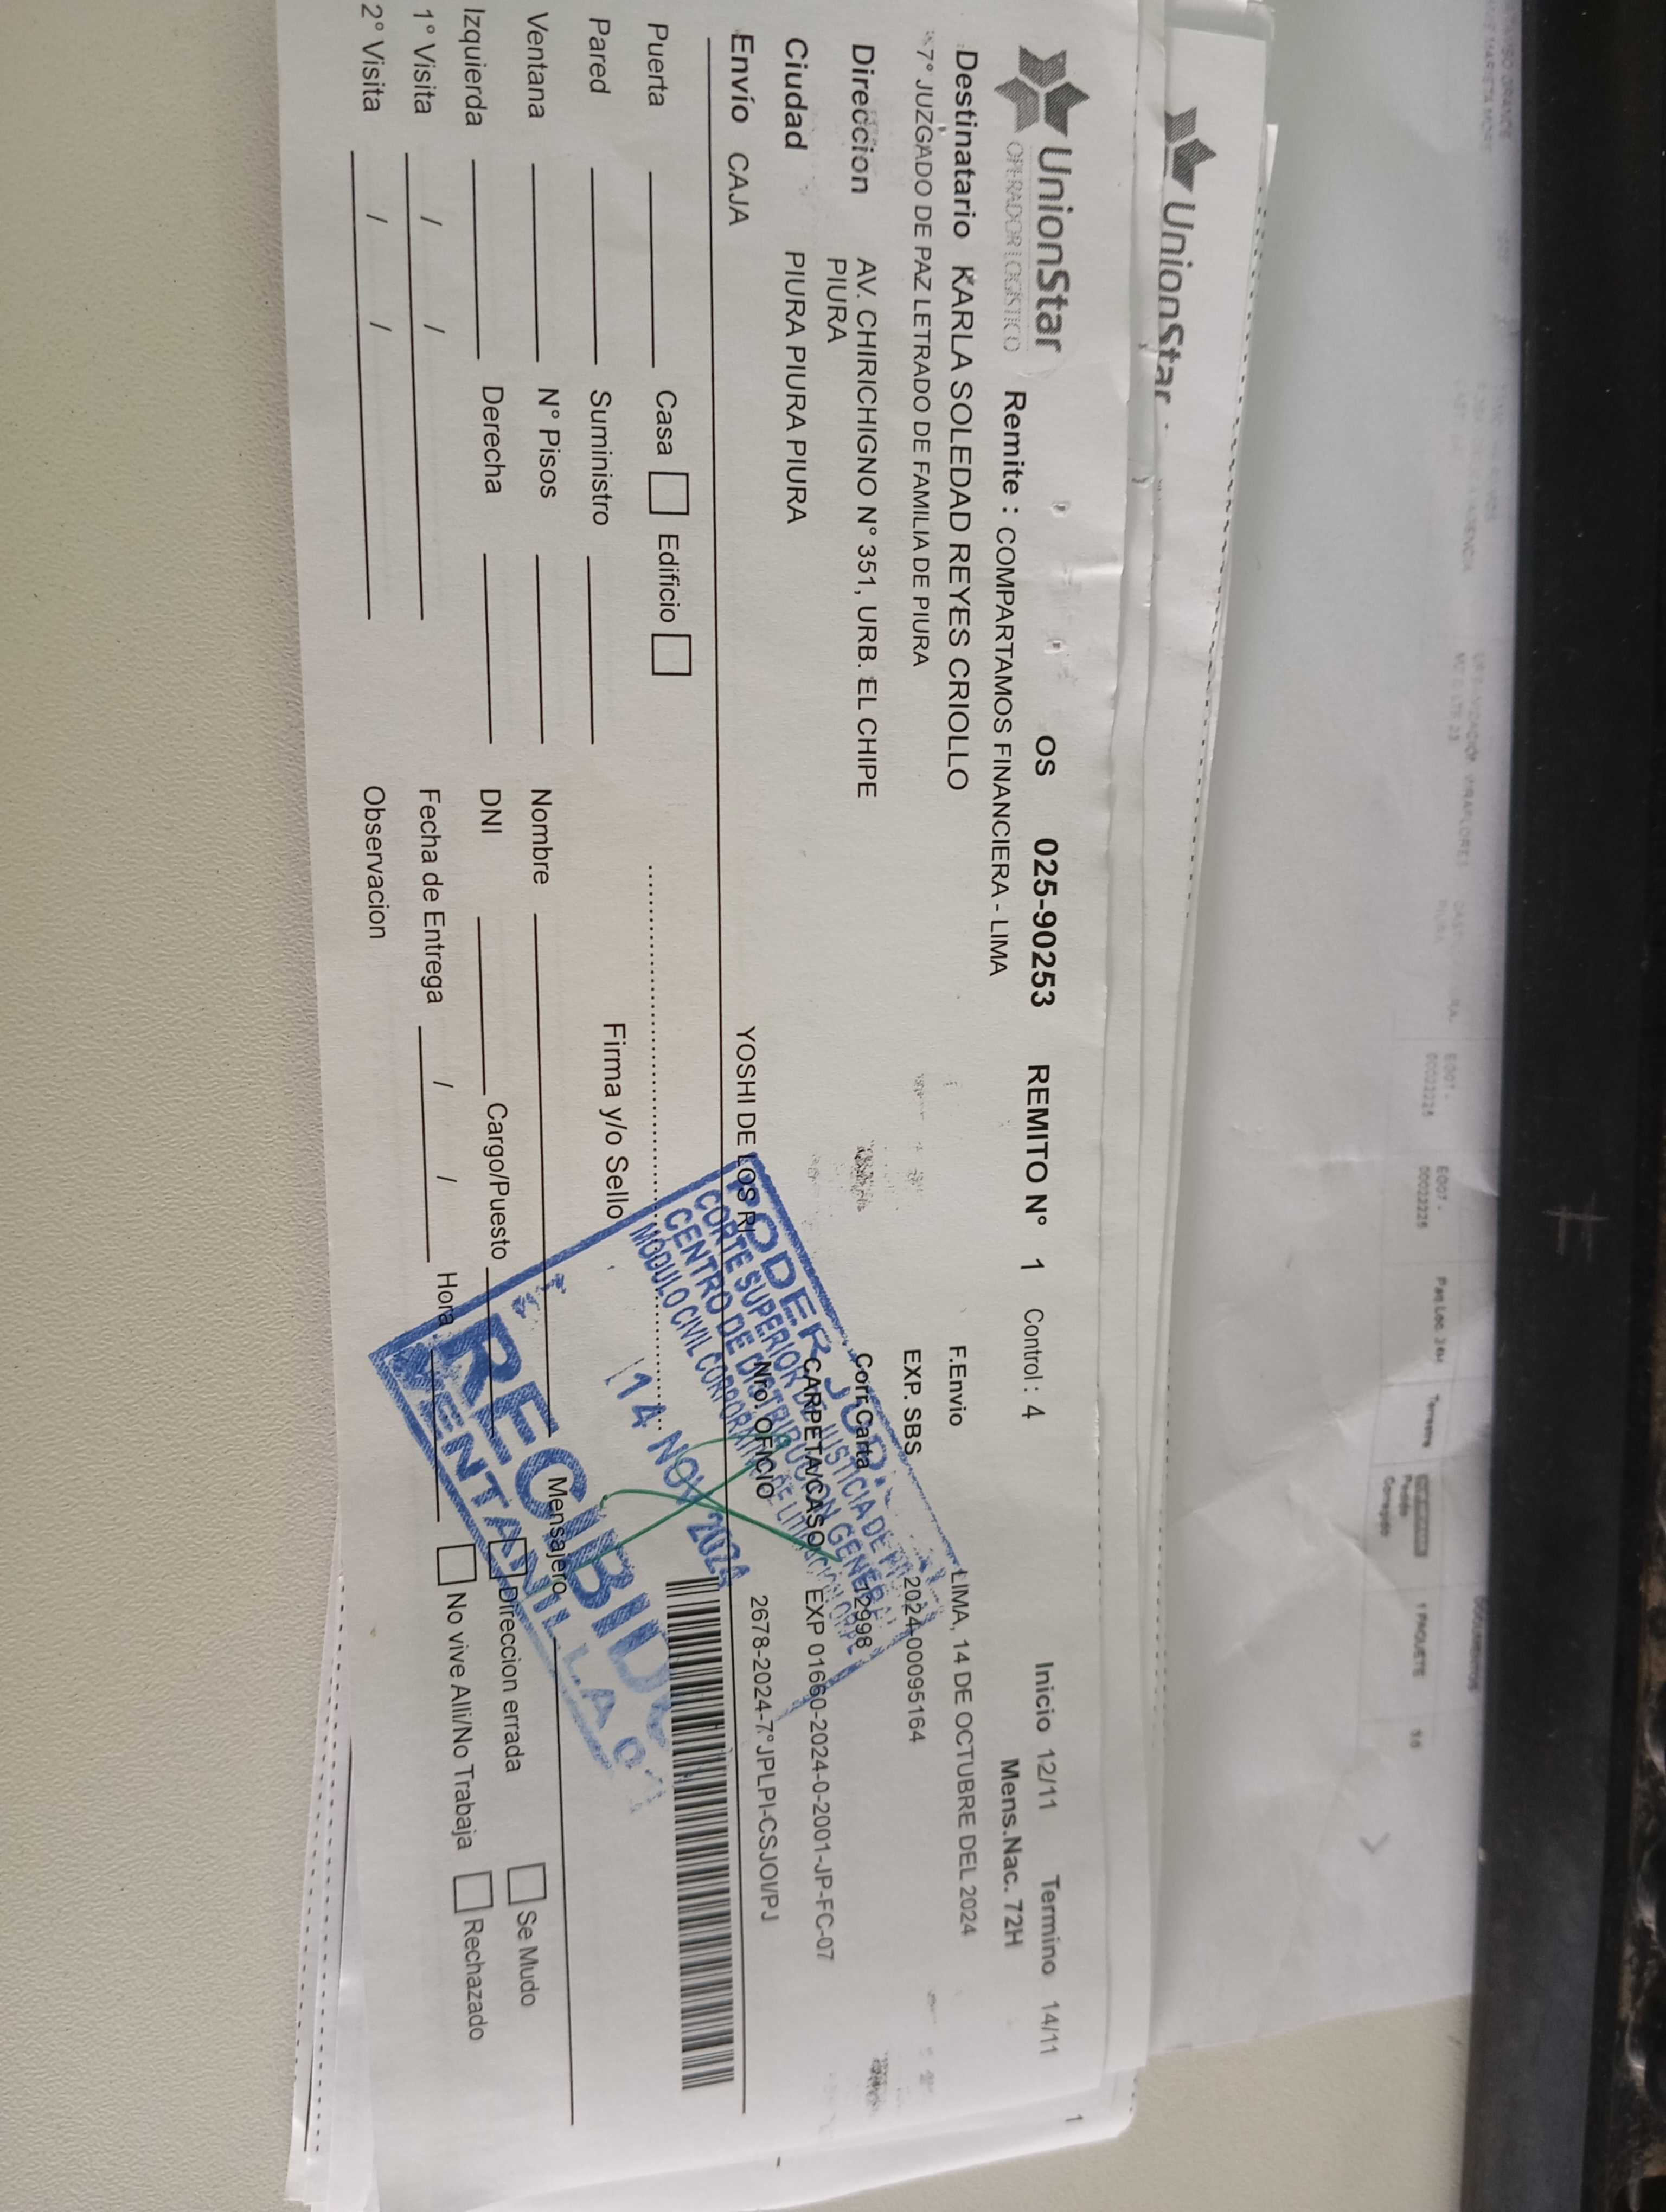 UnionStar
UnionStar
OPERADOR LOGISTICO
OS 025-90253 REMITO N° 1 Control : 4 Inicio 12/11 Termino 14/11
1
Remite : COMPARTAMOS FINANCIERA - LIMA Mens.Nac. 72H
Destinatario KARLA SOLEDAD REYES CRIOLLO F.Envio LIMA, 14 DE OCTUBRE DEL 2024
7° JUZGADO DE PAZ LETRADO DE FAMILIA DE PIURA EXP. SBS 2024-00095164
Direccion AV. CHIRICHIGNO N° 351, URB. EL CHIPE Corr.Carta 12998
PIURA CARPETA/CASO EXP 01660-2024-0-2001-JP-FC-07
Ciudad PIURA PIURA PIURA Nro. OFICIO 2678-2024-7°JPLPI-CSJOI/PJ
Envío CAJA YOSHI DE LOS RI
Puerta Casa Edificio
Pared Suministro Firma y/o Sello
Ventana N° Pisos Nombre Mensajero
Izquierda Derecha DNI Cargo/Puesto Direccion errada Se Mudo
1° Visita / / Fecha de Entrega / / Hora No vive Alli/No Trabaja Rechazado
2° Visita / / Observacion
PODER JUDI
CORTE SUPERIOR DE JUSTICIA DE
CENTRO DE DISTRIBUCION GENERAL
MODULO CIVIL CORPORATIVO DE LITIGACION ORAL
14 NOV 2024
RECIBIDO
VENTANILLA 01